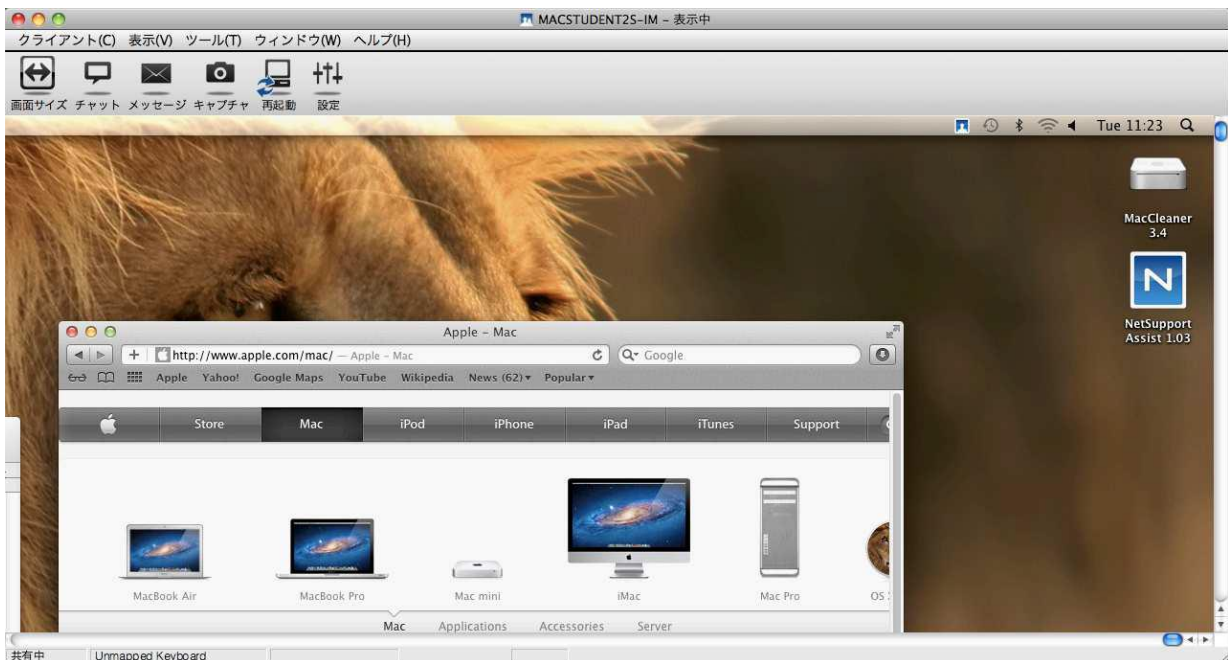 MACSTUDENT2S-IM – 表示中
クライアント(C) 表示(V) ツール(T) ウィンドウ(W) ヘルプ(H)
画面サイズ チャット メッセージ キャプチャ 再起動 設定
Tue 11:23
MacCleaner
3.4
N
NetSupport
Assist 1.03
Apple – Mac
http://www.apple.com/mac/ — Apple – Mac
Google
Apple Yahoo! Google Maps YouTube Wikipedia News (62) Popular
Store Mac iPod iPhone iPad iTunes Support
MacBook Air MacBook Pro Mac mini iMac Mac Pro OS
Mac Applications Accessories Server
共有中 Unmapped Keyboard